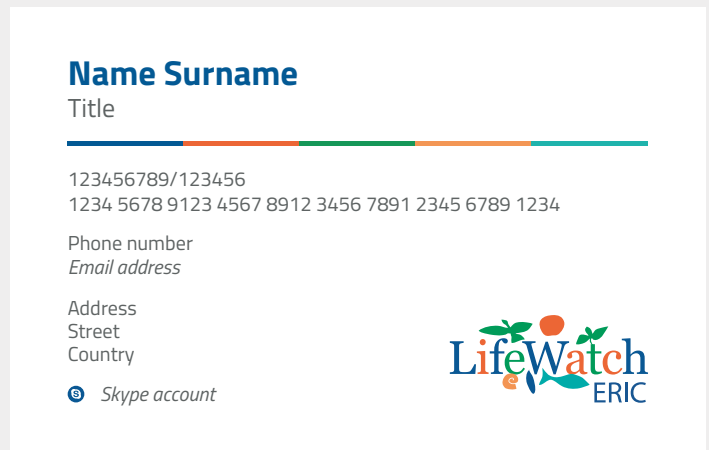 Name Surname
Title
123456789/123456
1234 5678 9123 4567 8912 3456 7891 2345 6789 1234
Phone number
Email address
Address
Street
Country
Skype account
LifeWatch
ERIC